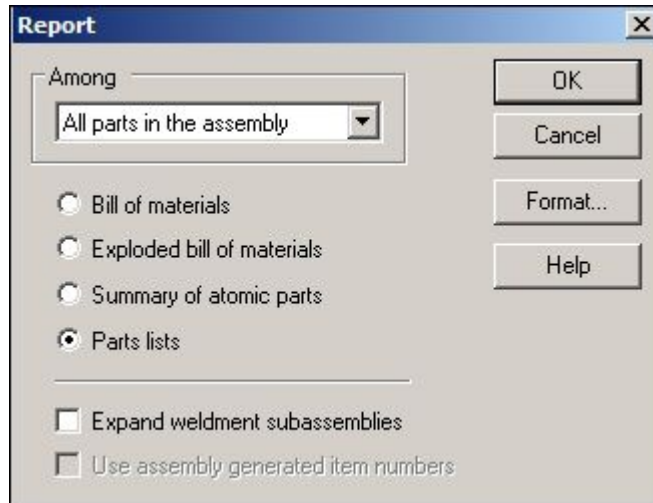 Report
Among
All parts in the assembly
OK
Cancel
Bill of materials
Format...
Exploded bill of materials
Help
Summary of atomic parts
Parts lists
Expand weldment subassemblies
Use assembly generated item numbers